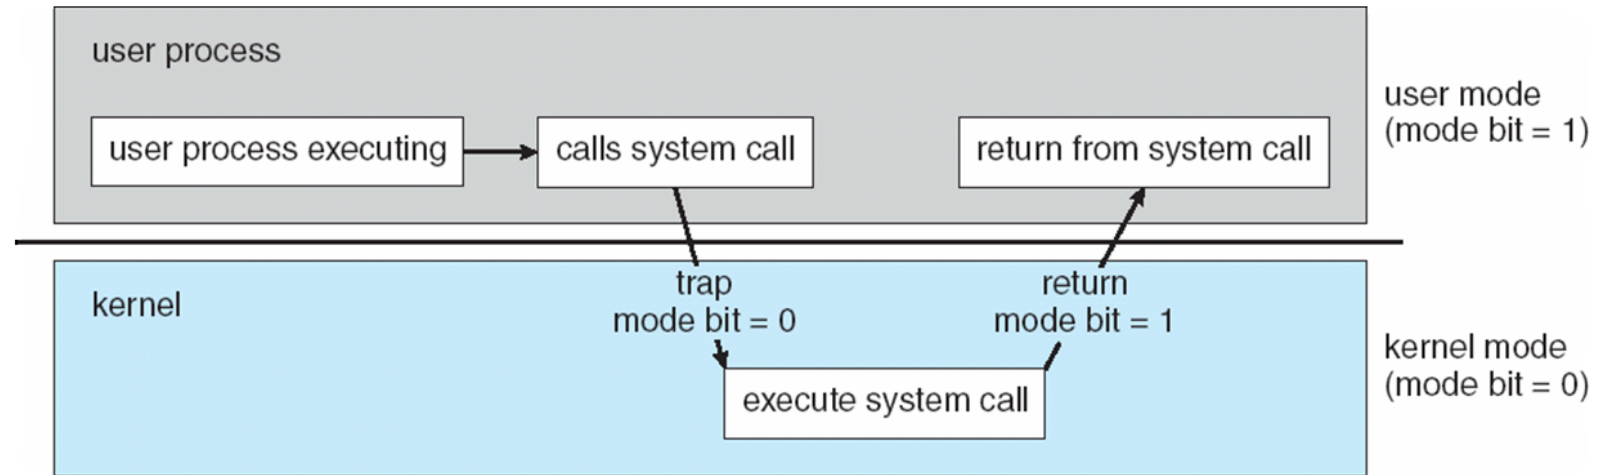 user process
user process executing
calls system call
return from system call
user mode
(mode bit = 1)
kernel
trap
mode bit = 0
return
mode bit = 1
execute system call
kernel mode
(mode bit = 0)